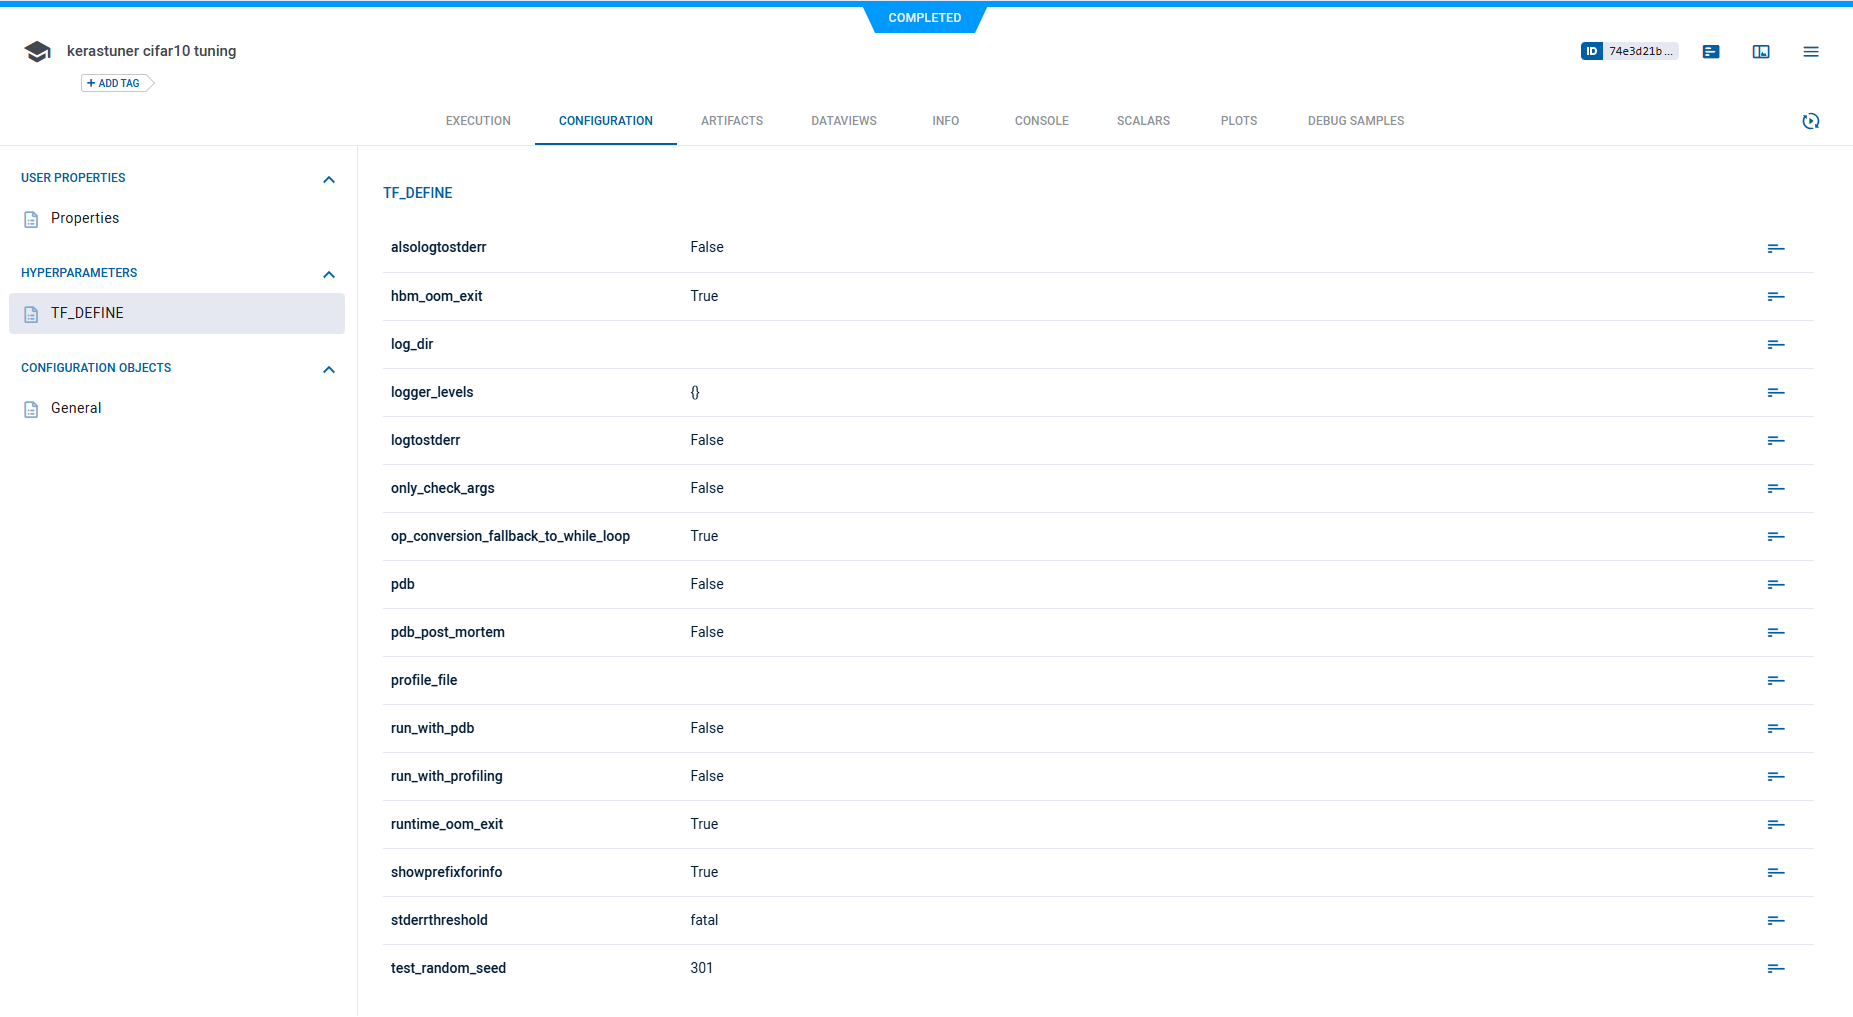 COMPLETED
kerastuner cifar10 tuning
ID 74e3d21b...
+ ADD TAG
EXECUTION CONFIGURATION ARTIFACTS DATAVIEWS INFO CONSOLE SCALARS PLOTS DEBUG SAMPLES
USER PROPERTIES
Properties
HYPERPARAMETERS
TF_DEFINE
CONFIGURATION OBJECTS
General
TF_DEFINE
alsologtostderr False
hbm_oom_exit True
log_dir
logger_levels {}
logtostderr False
only_check_args False
op_conversion_fallback_to_while_loop True
pdb False
pdb_post_mortem False
profile_file
run_with_pdb False
run_with_profiling False
runtime_oom_exit True
showprefixforinfo True
stderrthreshold fatal
test_random_seed 301